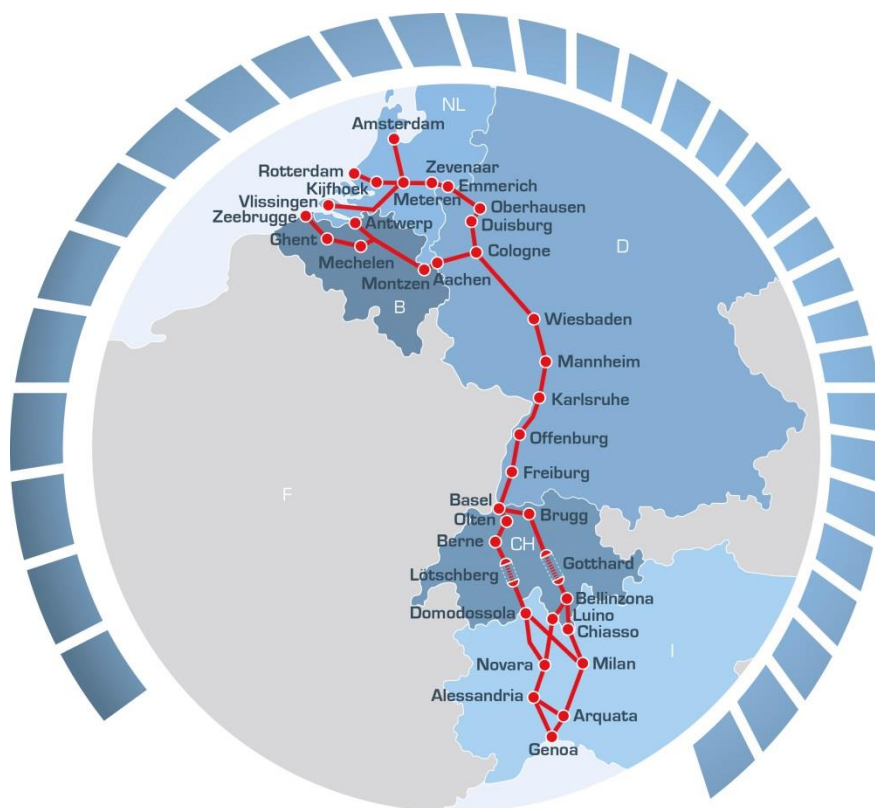 NL
Amsterdam
Rotterdam
Zevenaar
Kijfhoek
Emmerich
Vlissingen
Meteren
Oberhausen
Zeebrugge
Antwerp
Duisburg
Ghent
Cologne
D
Mechelen
Aachen
Montzen
B
Wiesbaden
Mannheim
Karlsruhe
Offenburg
Freiburg
F
Basel
Brugg
Olten
CH
Berne
Gotthard
Lötschberg
Bellinzona
Domodossola
Luino
Chiasso
Novara
Milan
I
Alessandria
Arquata
Genoa